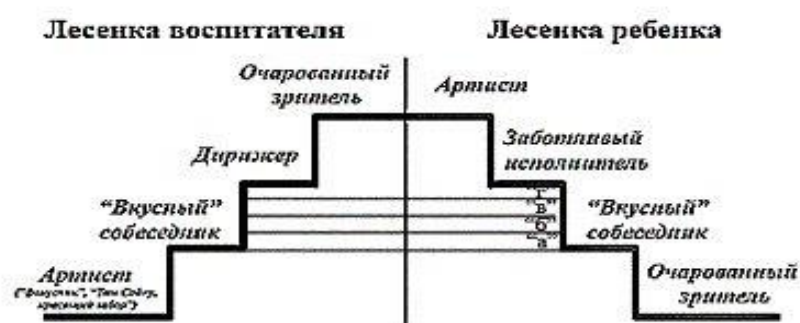 Лесенка воспитателя
Лесенка ребенка
Очарованный
зритель
Артист
Дирижер
Заботливый
исполнитель
"г"
"в"
"б"
"а"
"Вкусный"
собеседник
"Вкусный"
собеседник
Артист
Очарованный
зритель